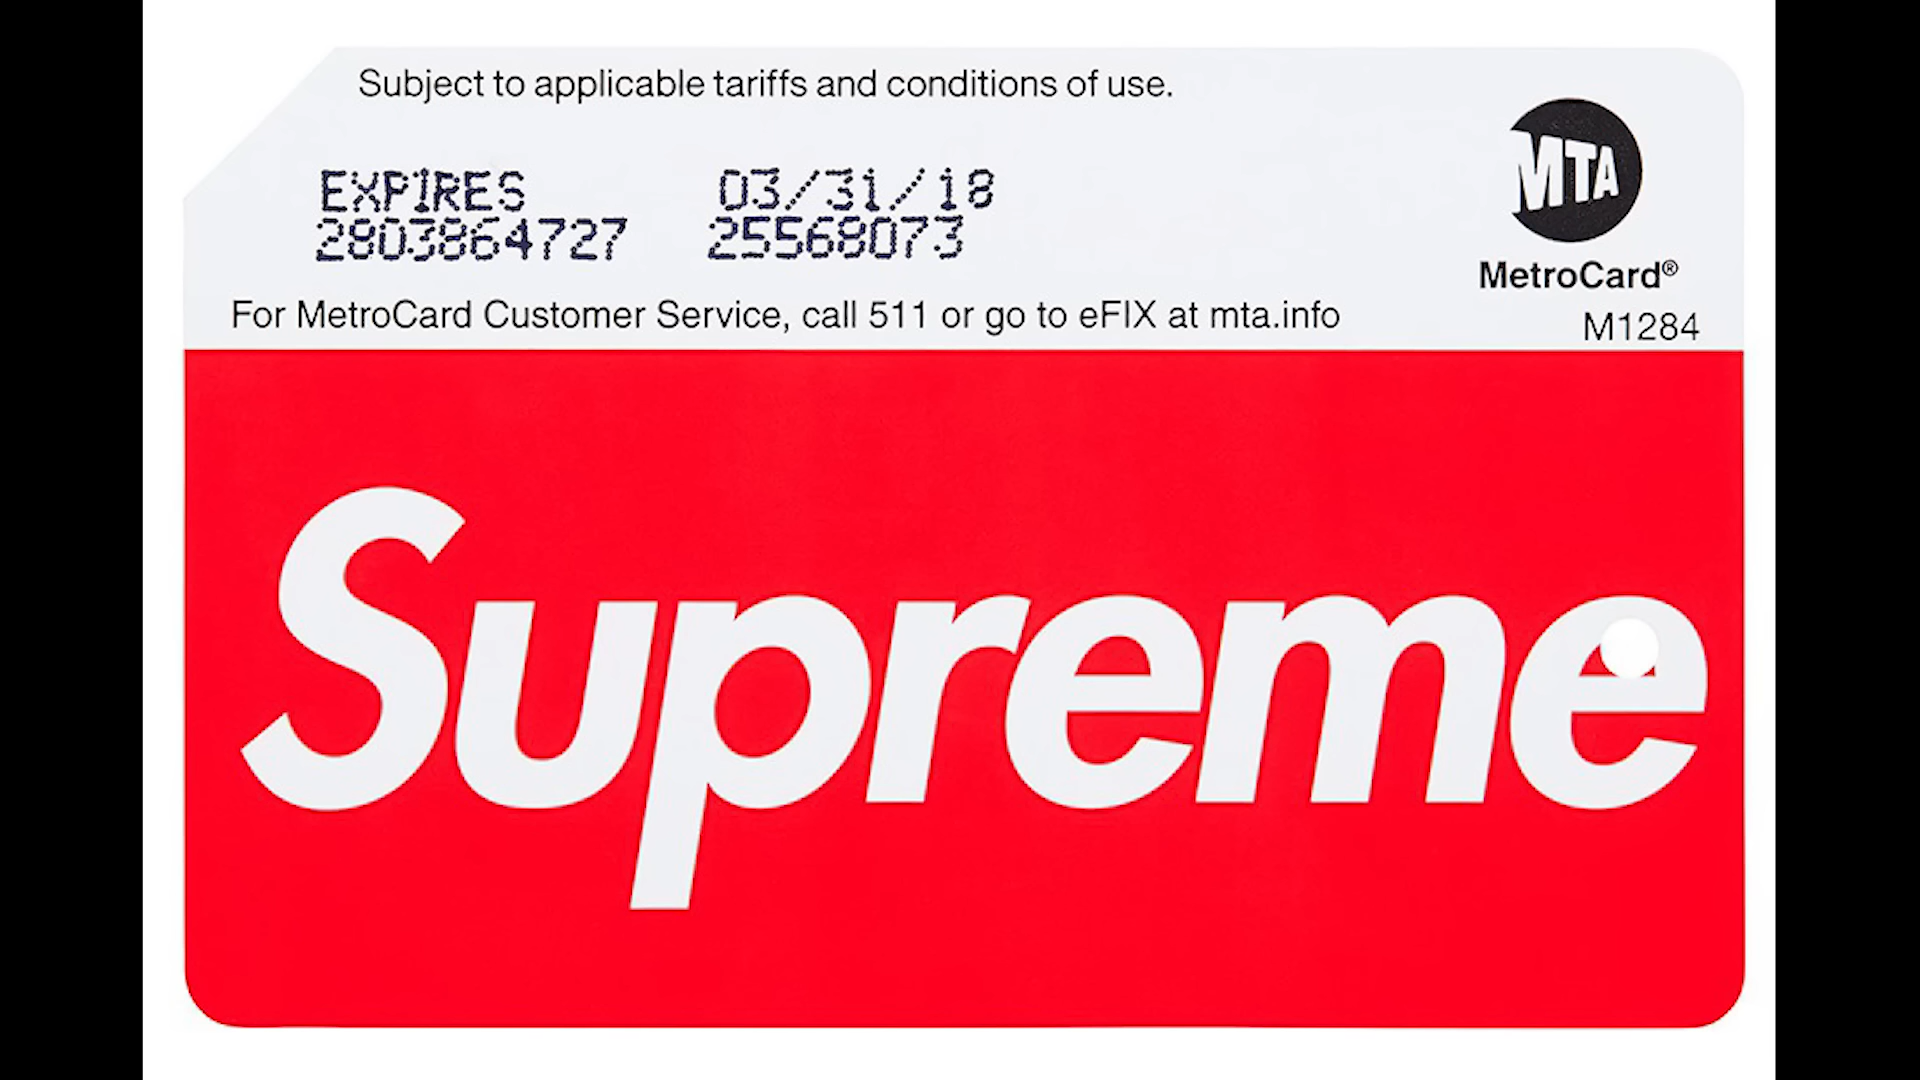 Subject to applicable tariffs and conditions of use.
EXPIRES 03/31/18
2803864727 25568073
For MetroCard Customer Service, call 511 or go to eFIX at mta.info
MTA
MetroCard®
M1284
Supreme